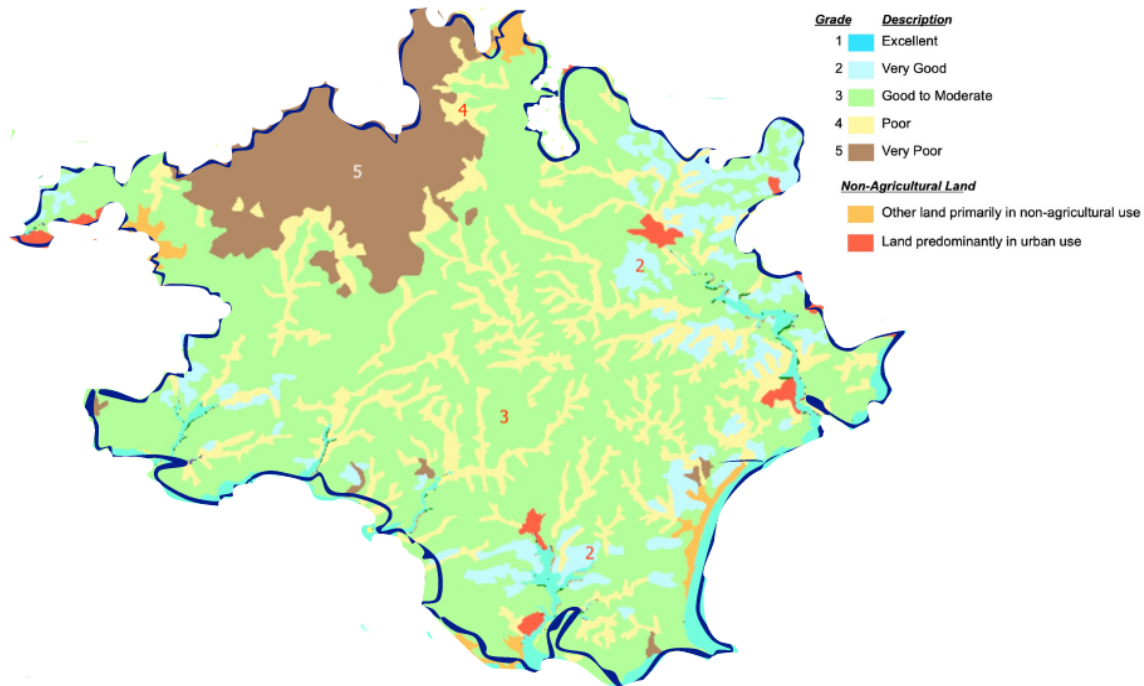 Grade Description
1 Excellent
2 Very Good
3 Good to Moderate
4 Poor
5 Very Poor
Non-Agricultural Land
Other land primarily in non-agricultural use
Land predominantly in urban use
4
5
2
3
2